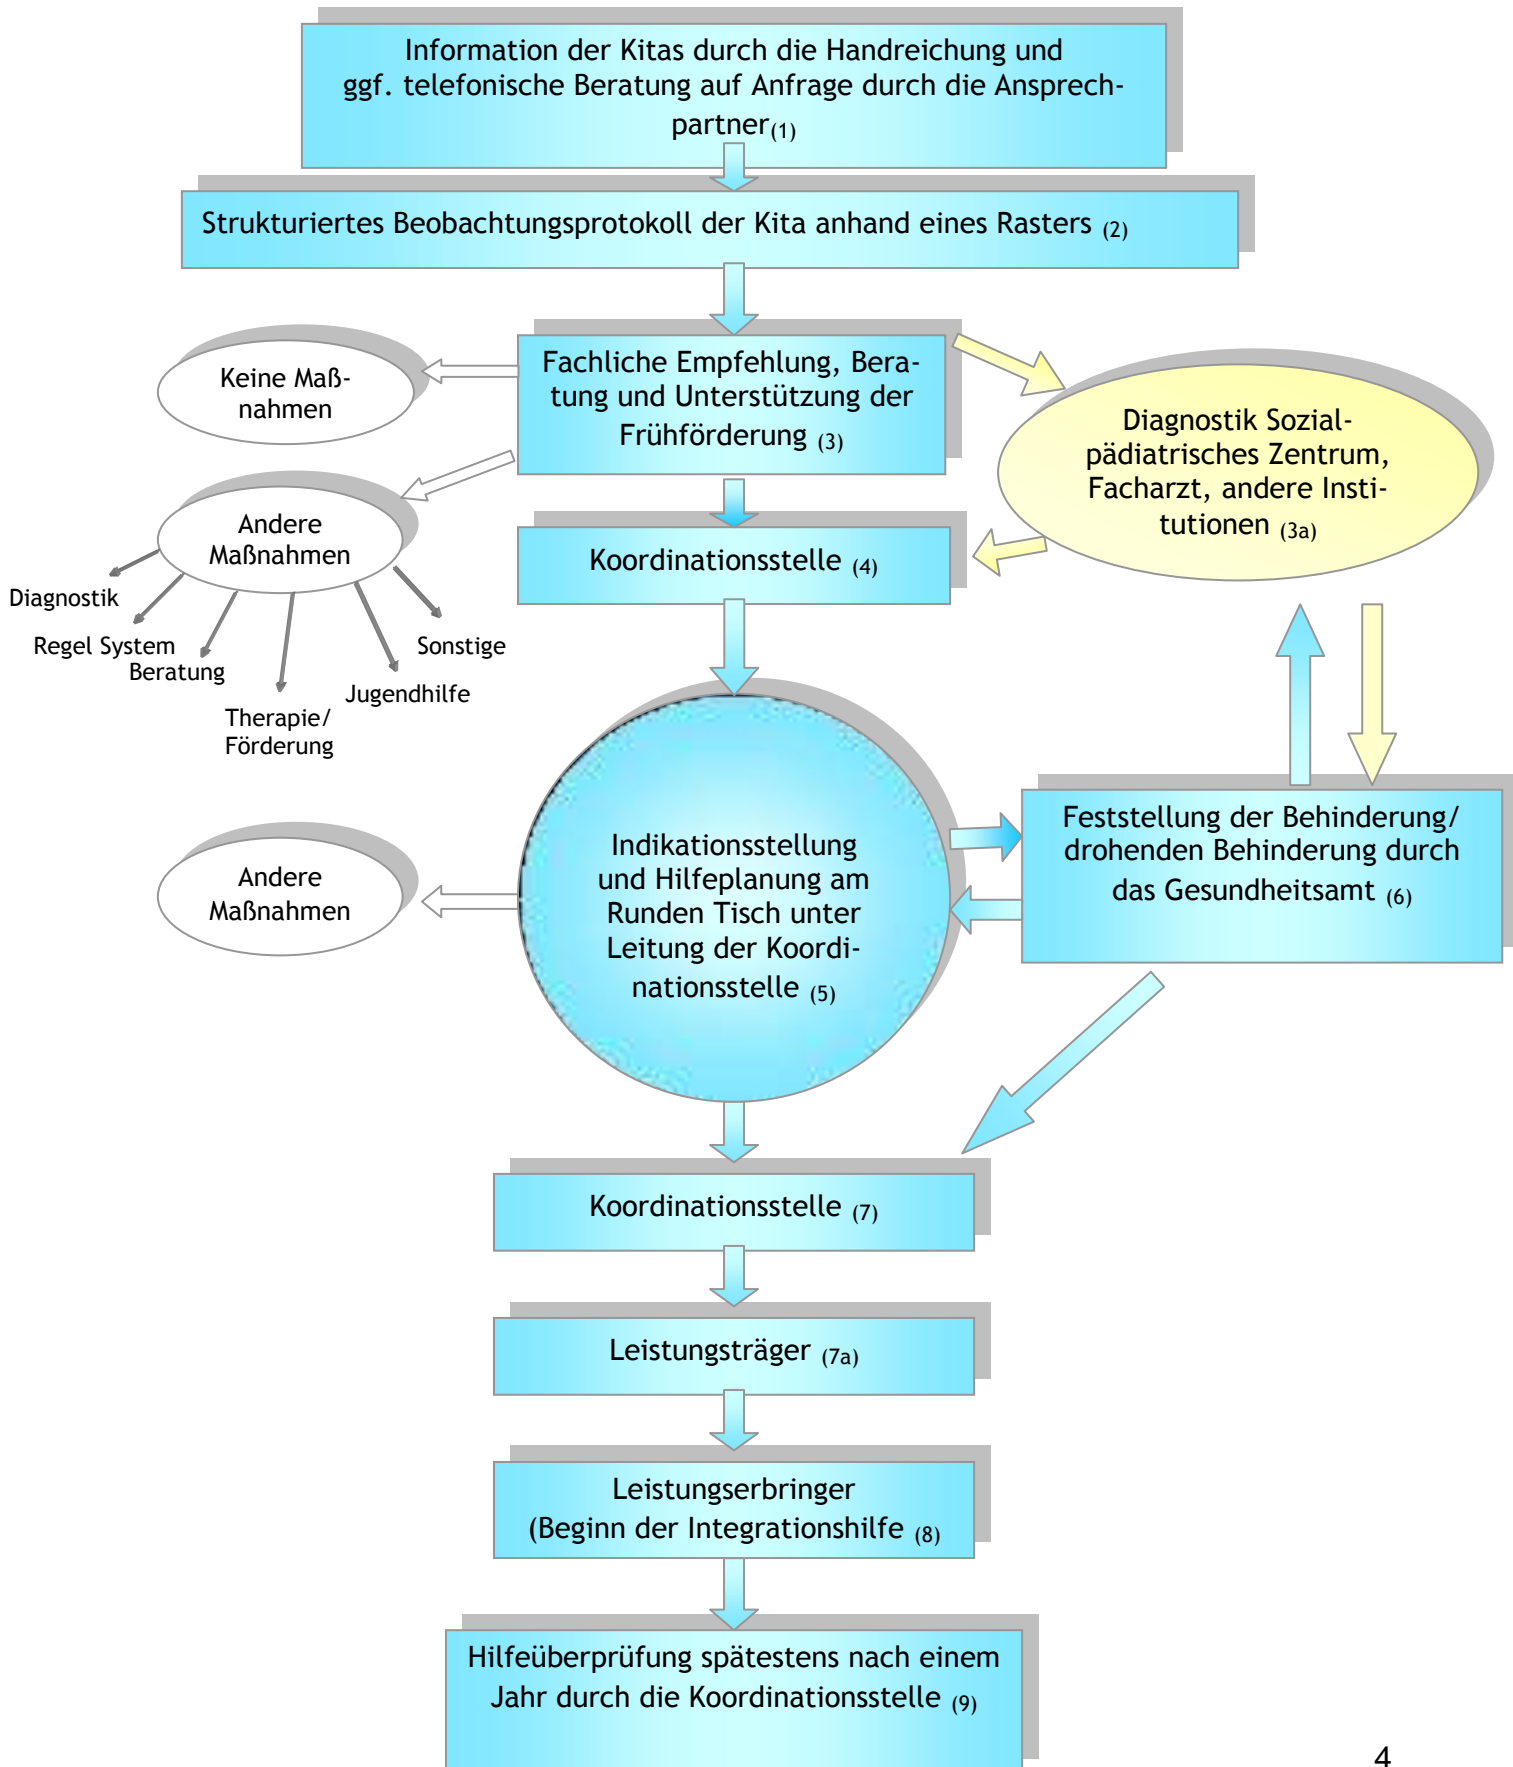 Information der Kitas durch die Handreichung und
ggf. telefonische Beratung auf Anfrage durch die Ansprech-
partner(1)
Strukturiertes Beobachtungsprotokoll der Kita anhand eines Rasters (2)
Keine Maß-
nahmen
Fachliche Empfehlung, Bera-
tung und Unterstützung der
Frühförderung (3)
Diagnostik Sozial-
pädiatrisches Zentrum,
Facharzt, andere Insti-
tutionen (3a)
Andere
Maßnahmen
Diagnostik
Regel System
Beratung
Therapie/
Förderung
Jugendhilfe
Sonstige
Koordinationsstelle (4)
Indikationsstellung
und Hilfeplanung am
Runden Tisch unter
Leitung der Koordi-
nationsstelle (5)
Feststellung der Behinderung/
drohenden Behinderung durch
das Gesundheitsamt (6)
Andere
Maßnahmen
Koordinationsstelle (7)
Leistungsträger (7a)
Leistungserbringer
(Beginn der Integrationshilfe (8)
Hilfeüberprüfung spätestens nach einem
Jahr durch die Koordinationsstelle (9)
4